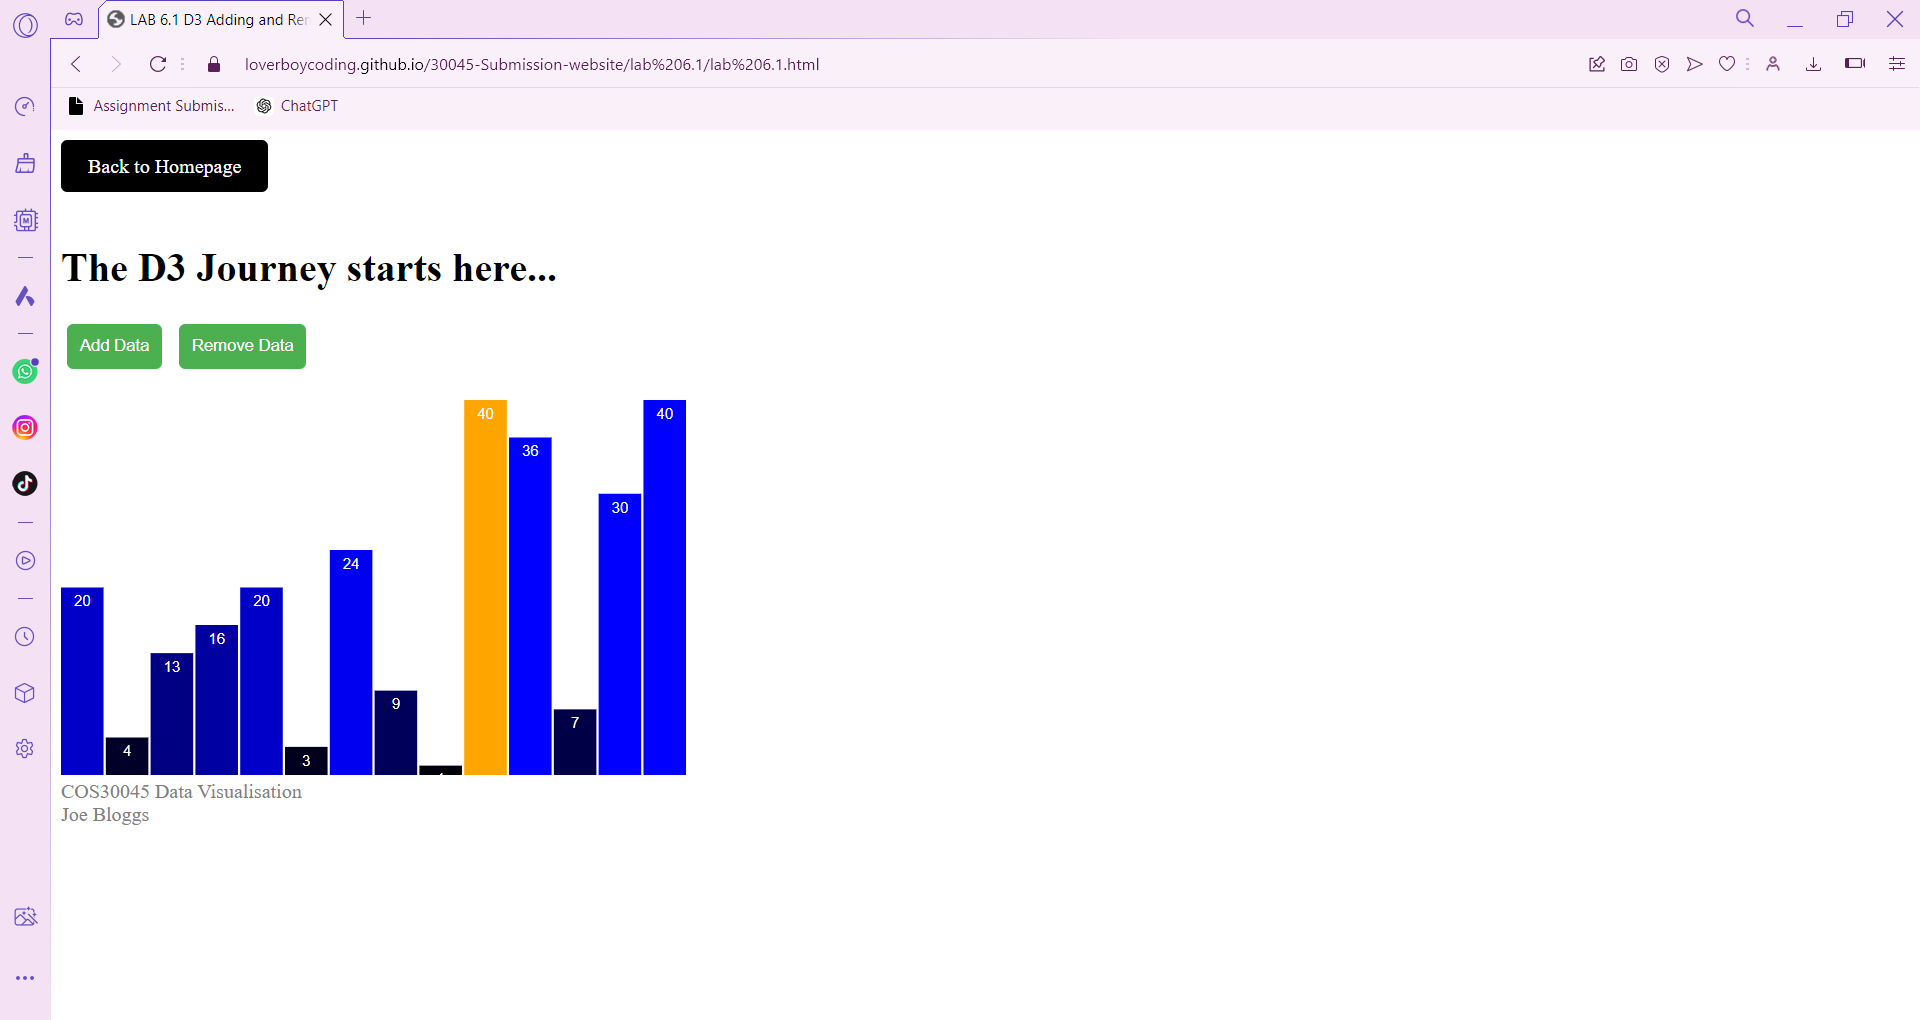 LAB 6.1 D3 Adding and Re
loverboycoding.github.io/30045-Submission-website/lab%206.1/lab%206.1.html
Assignment Submis... ChatGPT
Back to Homepage
The D3 Journey starts here...
Add Data Remove Data
20 4 13 16 20 3 24 9 40 36 7 30 40
COS30045 Data Visualisation
Joe Bloggs